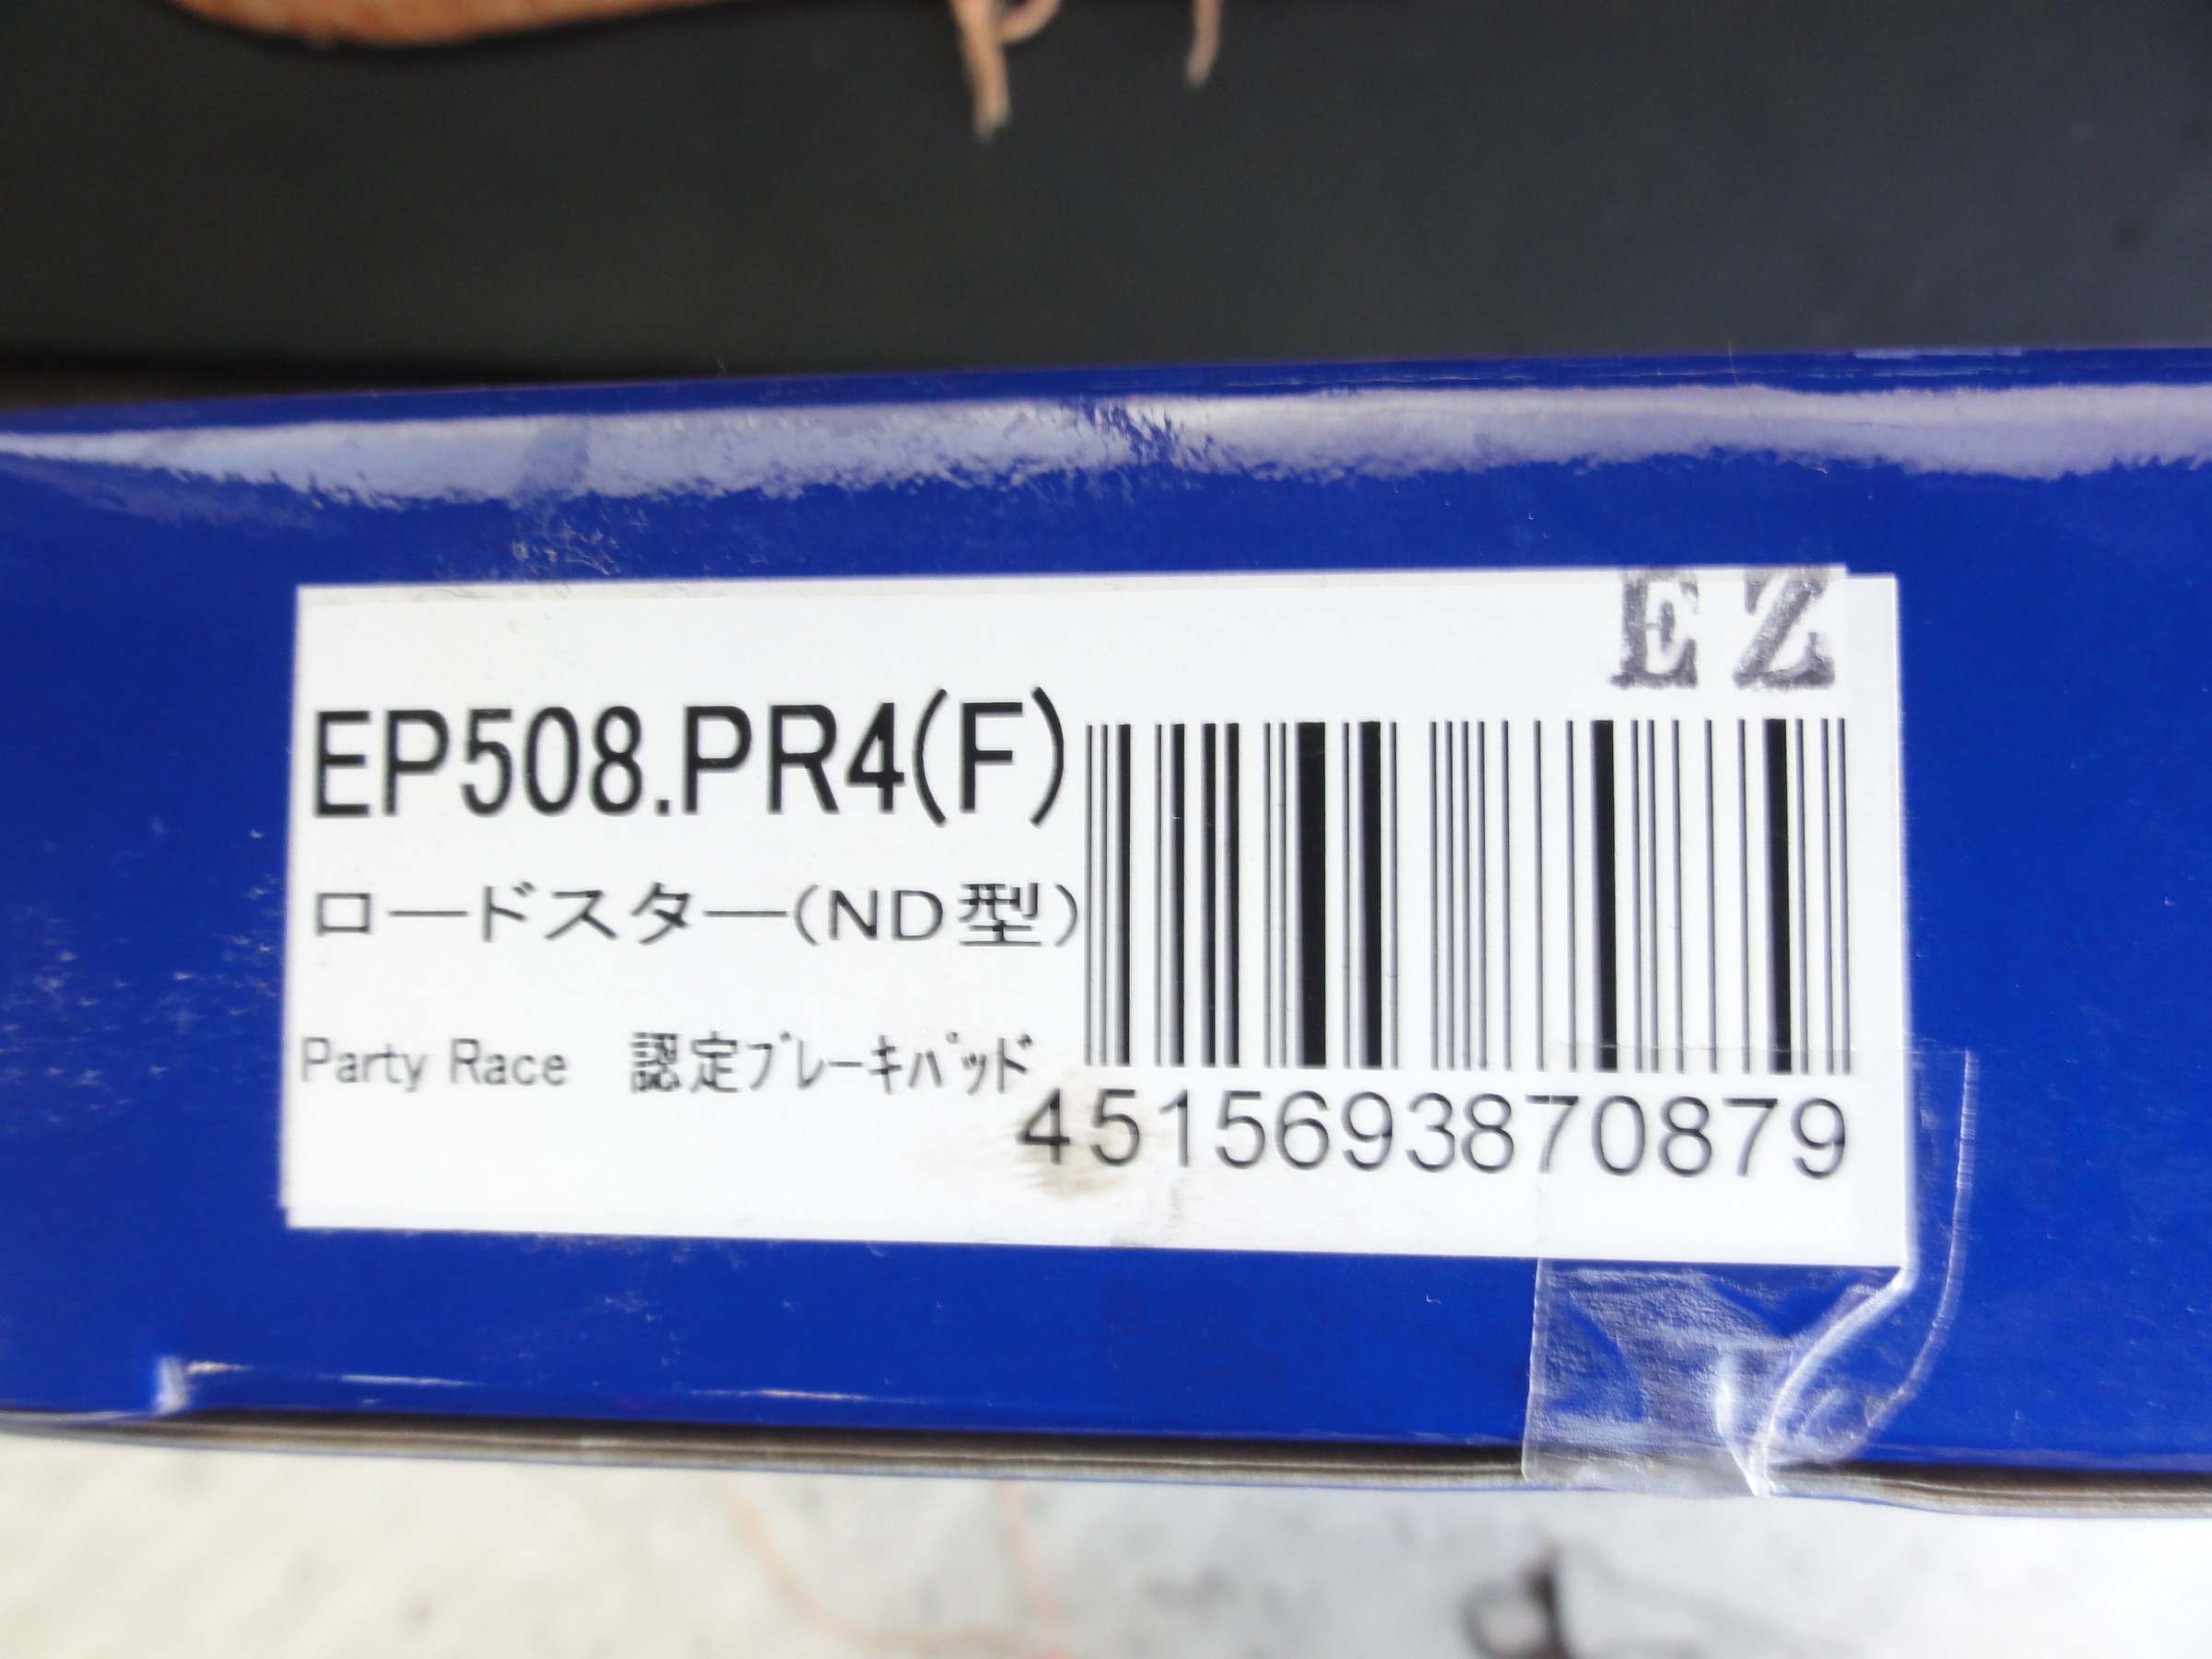 EZ
EP508.PR4(F)
ロードスター(ND型)
Party Race 認定ブレーキパッド
4515693870879